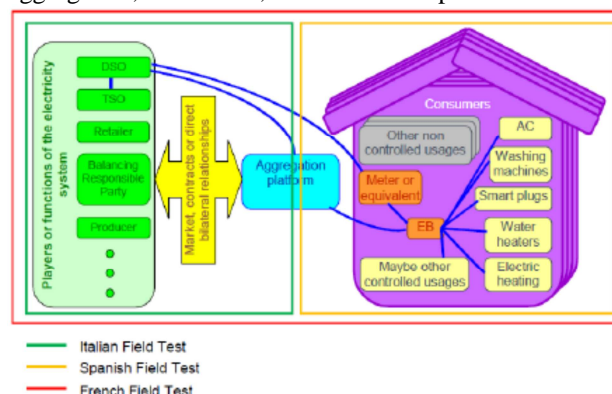 Players or functions of the electricity
system
DSO
TSO
Retailer
Balancing
Responsible
Party
Producer
Market, contracts or direct
bilateral relationships
Aggregation
platform
Consumers
Other non
controlled usages
Meter or
equivalent
EB
Maybe other
controlled usages
AC
Washing
machines
Smart plugs
Water
heaters
Electric
heating
Italian Field Test
Spanish Field Test
French Field Test